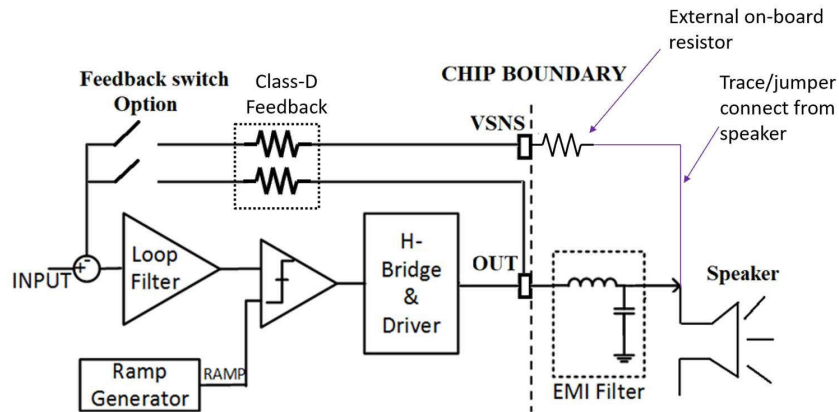 External on-board
resistor
Feedback switch
Option
Class-D
Feedback
CHIP BOUNDARY
VSNS
Trace/jumper
connect from
speaker
INPUT
+
-
Loop
Filter
H-
Bridge
&
Driver
OUT
Speaker
Ramp
Generator
RAMP
EMI Filter